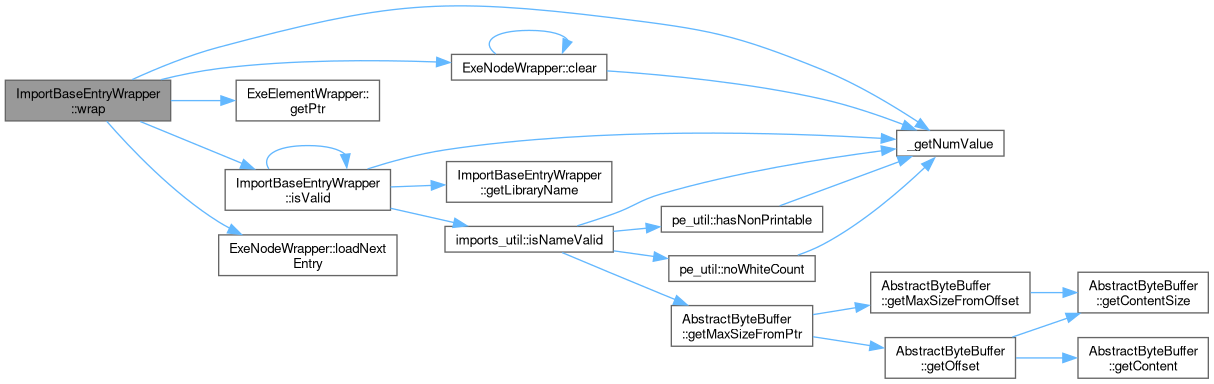 ImportBaseEntryWrapper
::wrap
ExeNodeWrapper::clear
ExeElementWrapper::
getPtr
_getNumValue
ImportBaseEntryWrapper
::isValid
ImportBaseEntryWrapper
::getLibraryName
pe_util::hasNonPrintable
imports_util::isNameValid
ExeNodeWrapper::loadNext
Entry
pe_util::noWhiteCount
AbstractByteBuffer
::getMaxSizeFromOffset
AbstractByteBuffer
::getContentSize
AbstractByteBuffer
::getMaxSizeFromPtr
AbstractByteBuffer
::getOffset
AbstractByteBuffer
::getContent